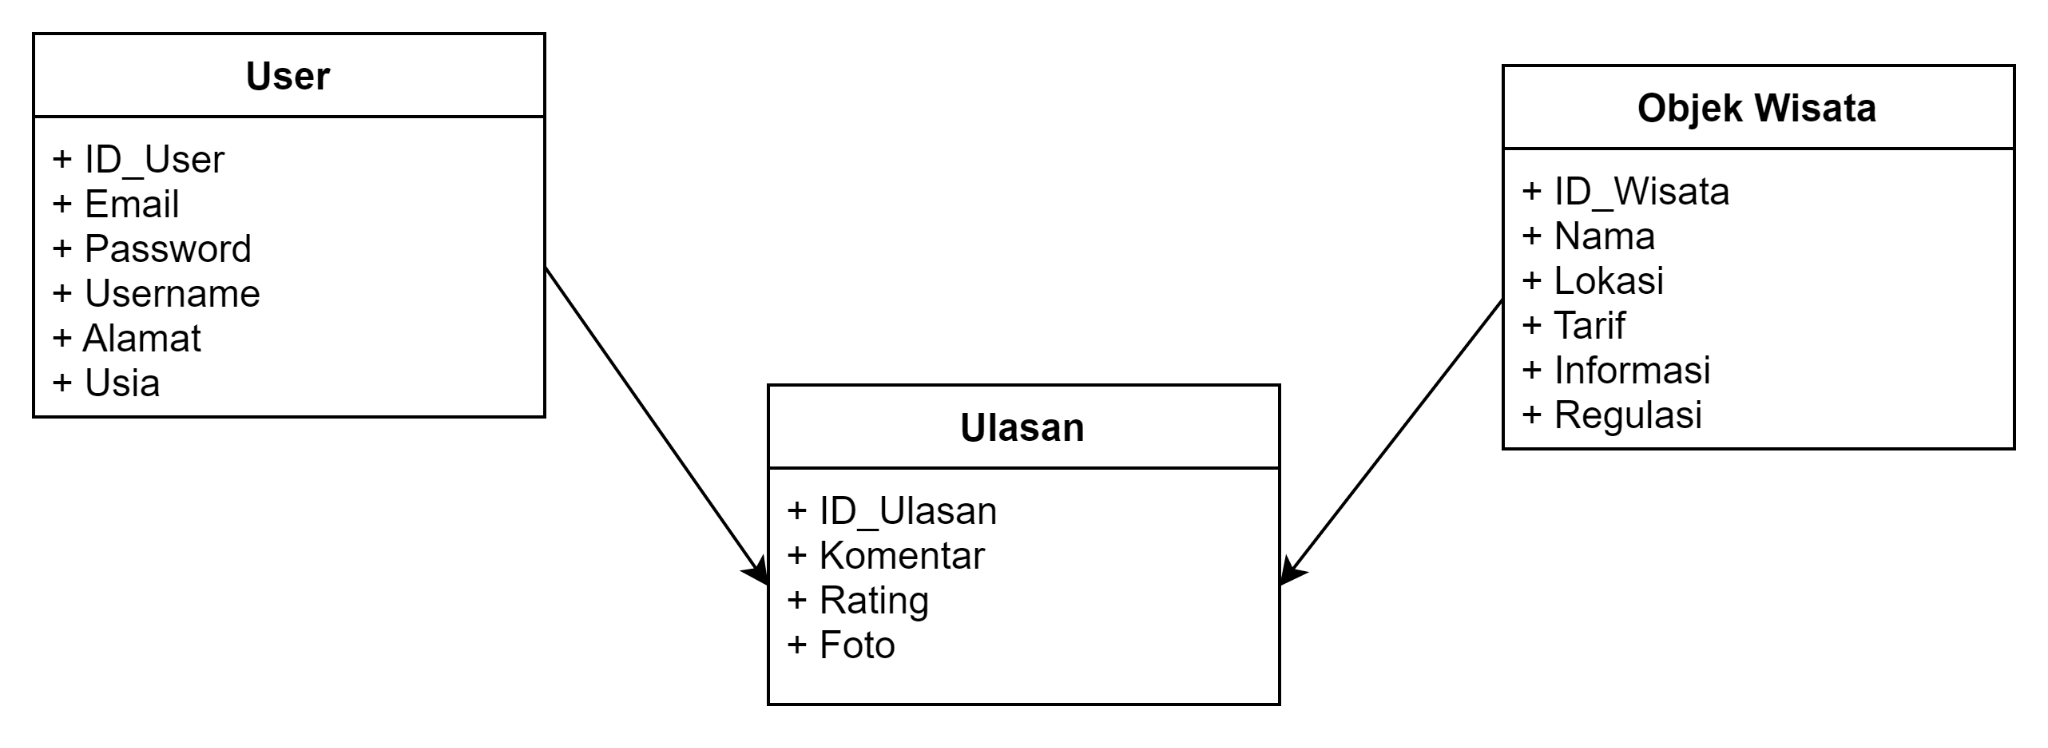 User
+ ID_User
+ Email
+ Password
+ Username
+ Alamat
+ Usia
Objek Wisata
+ ID_Wisata
+ Nama
+ Lokasi
+ Tarif
+ Informasi
+ Regulasi
Ulasan
+ ID_Ulasan
+ Komentar
+ Rating
+ Foto